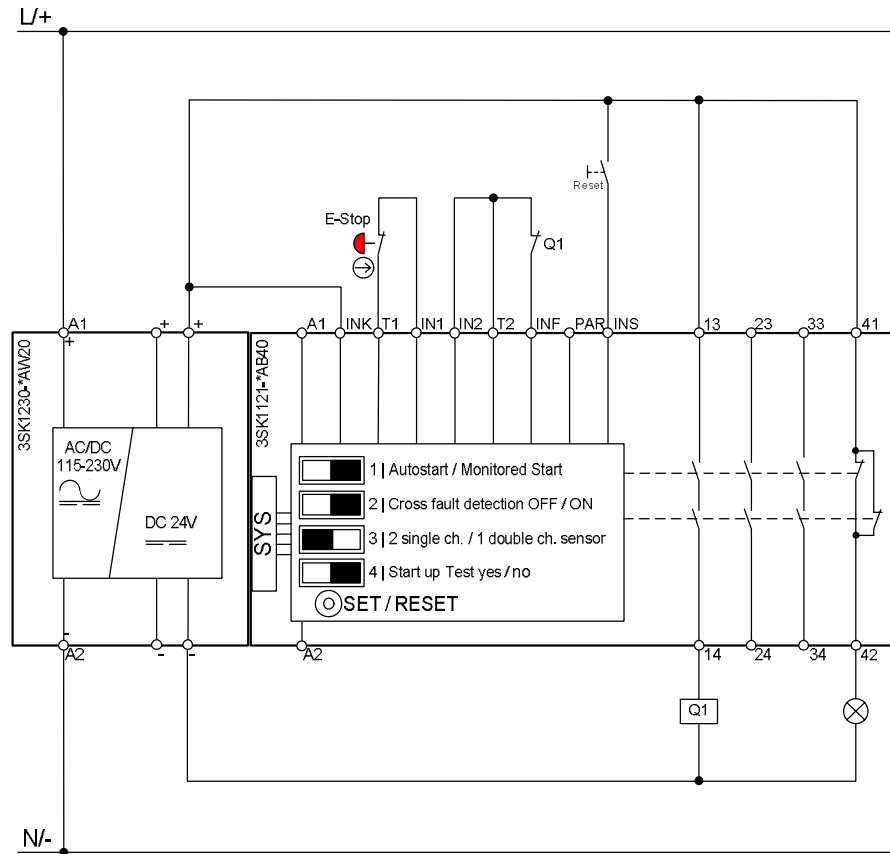 L/+
Reset
E-Stop
Q1
A1 + + A1 INK T1 IN1 IN2 T2 INF PAR INS 13 23 33 41
+
3SK1230-*AW20
3SK1121-*AB40
AC/DC
115-230V
DC 24V
SYS
1 | Autostart / Monitored Start
2 | Cross fault detection OFF / ON
3 | 2 single ch. / 1 double ch. sensor
4 | Start up Test yes / no
SET / RESET
-
A2 - - A2 14 24 34 42
Q1
N/-